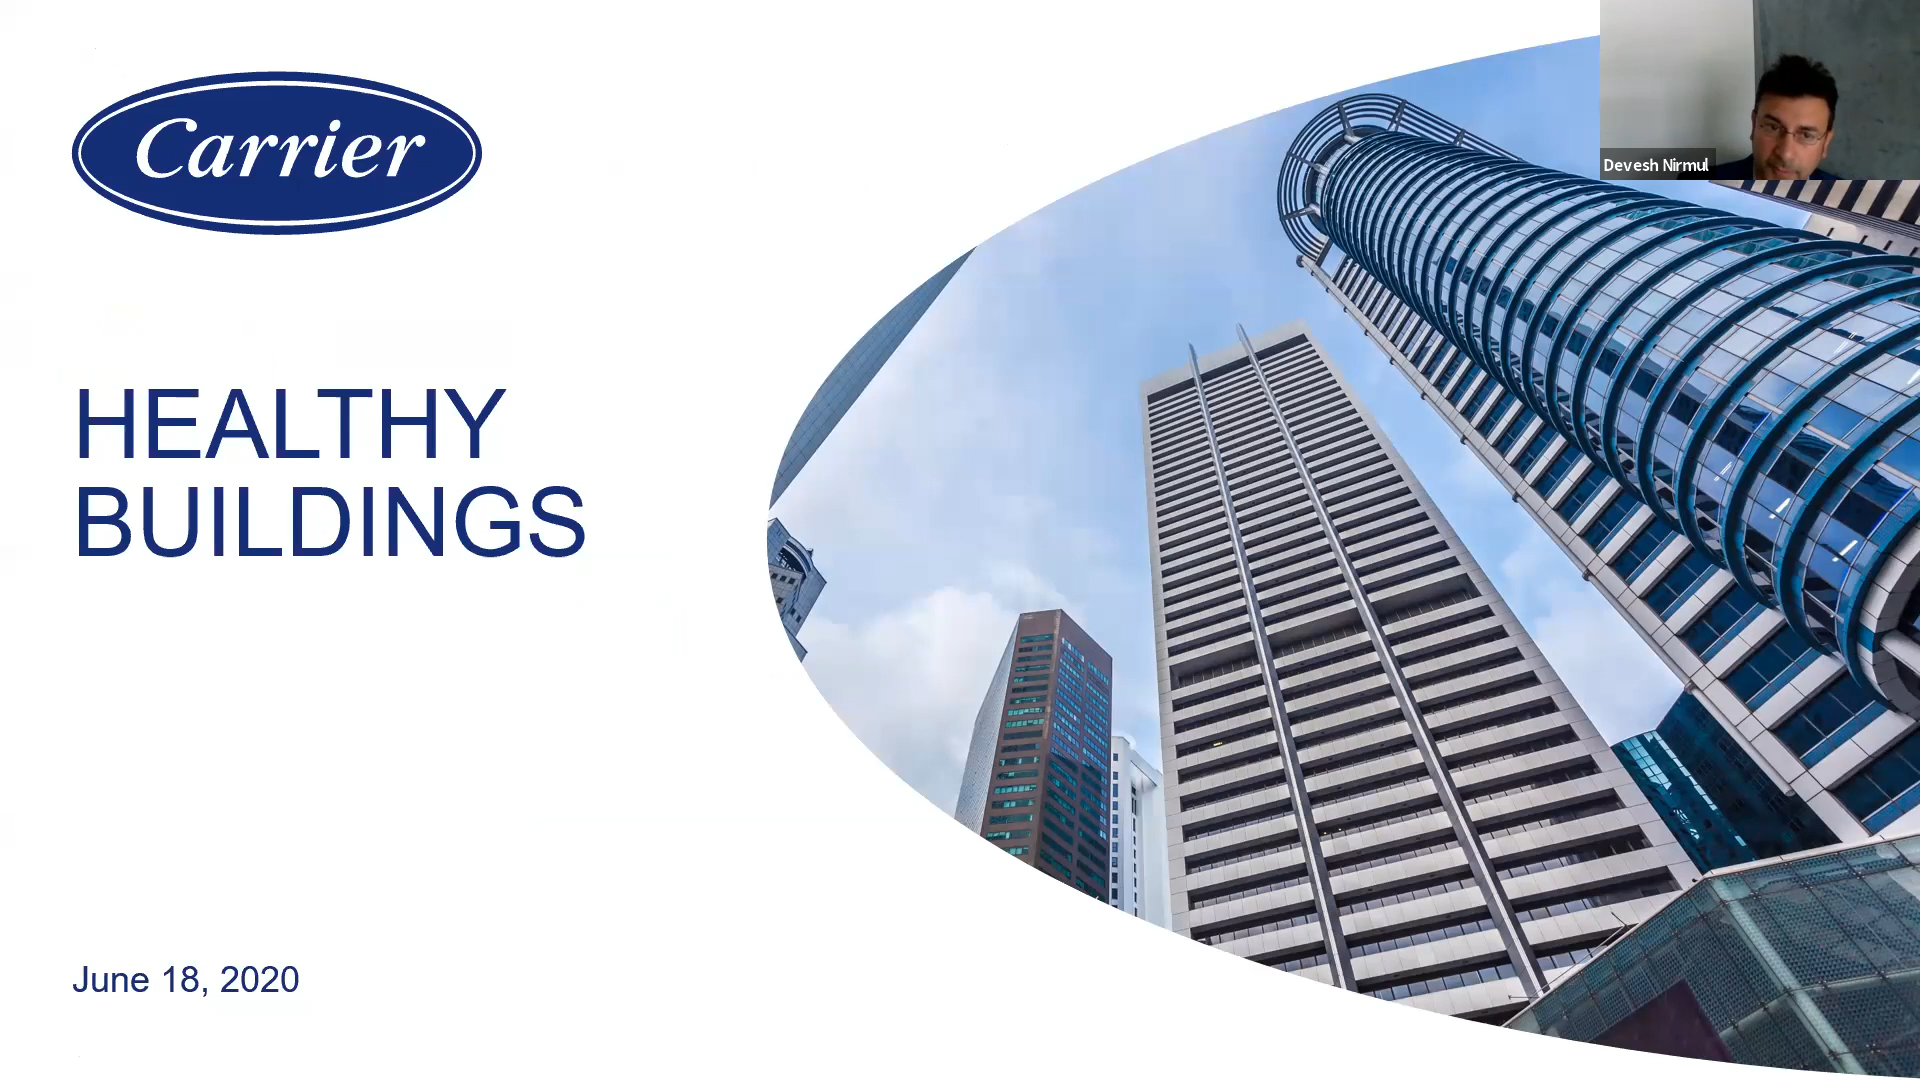 Carrier
HEALTHY
BUILDINGS
June 18, 2020
Devesh Nirmul